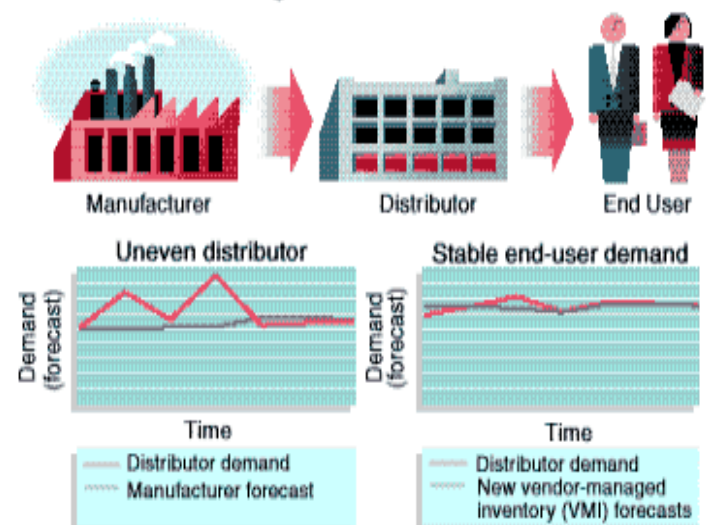 Manufacturer
Distributor
End User
Uneven distributor
Stable end-user demand
Demand
(forecast)
Demand
(forecast)
Time
Time
Distributor demand
Manufacturer forecast
Distributor demand
New vendor-managed
inventory (VMI) forecasts